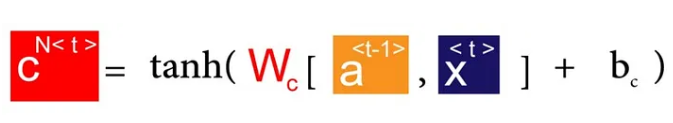 c^{N<t>} = tanh( W_c [ a^{<t-1>} , x^{<t>} ] + b_c )